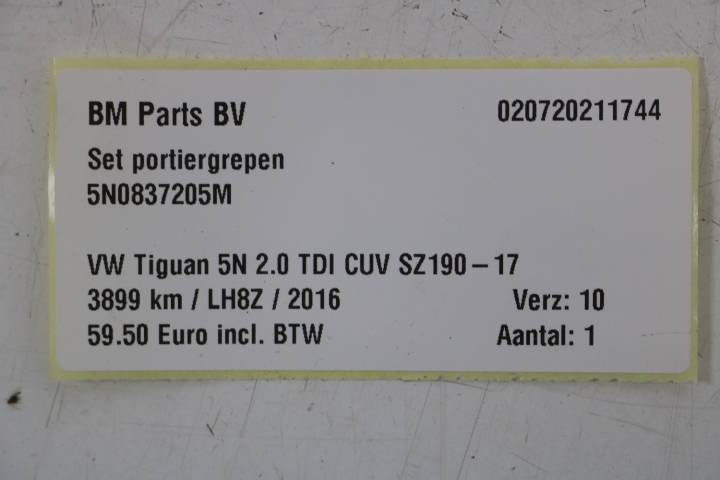 BM Parts BV 020720211744
Set portiergrepen
5N0837205M
VW Tiguan 5N 2.0 TDI CUV SZ190-17
3899 km / LH8Z / 2016 Verz: 10
59.50 Euro incl. BTW Aantal: 1